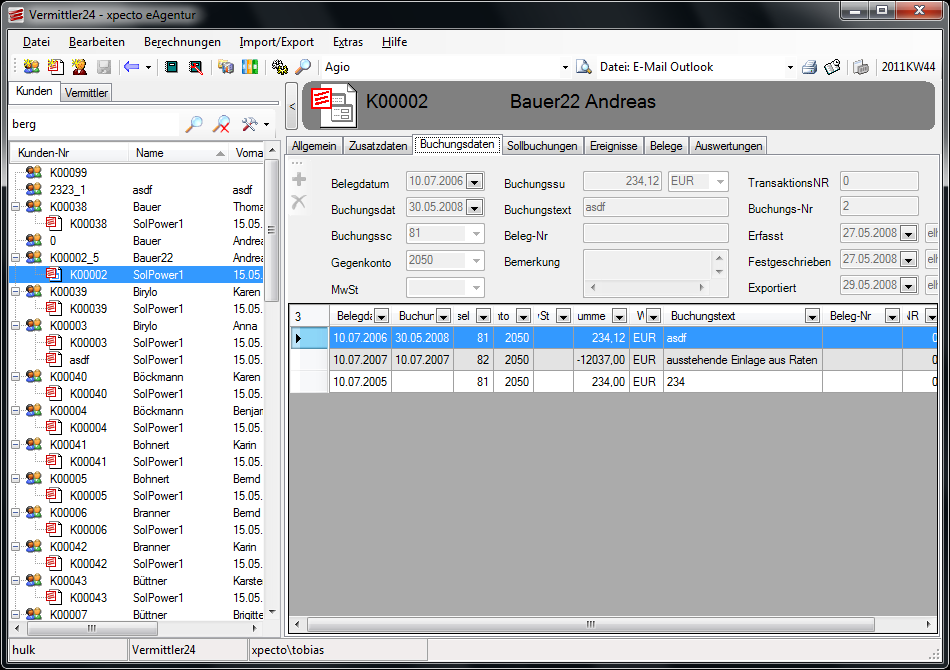 Vermittler24 - xpecto eAgentur
Datei Bearbeiten Berechnungen Import/Export Extras Hilfe
Agio Datei: E-Mail Outlook 2011KW44
Kunden Vermittler
berg
Kunden-Nr Name Vorna
K00099
2323_1 asdf asdf
K00038 Bauer Thoma
K00038 SolPower1 15.05.
0 Bauer Andrea
K00002_5 Bauer22 Andrea
K00002 SolPower1 15.05.
K00039 Birylo Karen
K00039 SolPower1 15.05.
K00003 Birylo Anna
K00003 SolPower1 15.05.
asdf SolPower1 15.05.
K00040 Böckmann Karen
K00040 SolPower1 15.05.
K00004 Böckmann Benjar
K00004 SolPower1 15.05.
K00041 Bohnert Karin
K00041 SolPower1 15.05.
K00005 Bohnert Bernd
K00005 SolPower1 15.05.
K00006 Branner Bernd
K00006 SolPower1 15.05.
K00042 Branner Karin
K00042 SolPower1 15.05.
K00043 Büttner Karste
K00043 SolPower1 15.05.
K00007 Büttner Brigitte
< K00002 Bauer22 Andreas
Allgemein Zusatzdaten Buchungsdaten Sollbuchungen Ereignisse Belege Auswertungen
Belegdatum 10.07.2006 Buchungssu 234,12 EUR TransaktionsNR 0
Buchungsdat 30.05.2008 Buchungstext asdf Buchungs-Nr 2
Buchungssc 81 Beleg-Nr Erfasst 27.05.2008 elh
Gegenkonto 2050 Bemerkung Festgeschrieben 27.05.2008 elh
MwSt Exportiert 29.05.2008 elh
3 Belegda Buchun sel nto St umme W Buchungstext Beleg-Nr NR
10.07.2006 30.05.2008 81 2050 234,12 EUR asdf 0
10.07.2007 10.07.2007 82 2050 -12037,00 EUR ausstehende Einlage aus Raten 0
10.07.2005 81 2050 234,00 EUR 234 0
hulk Vermittler24 xpecto\tobias